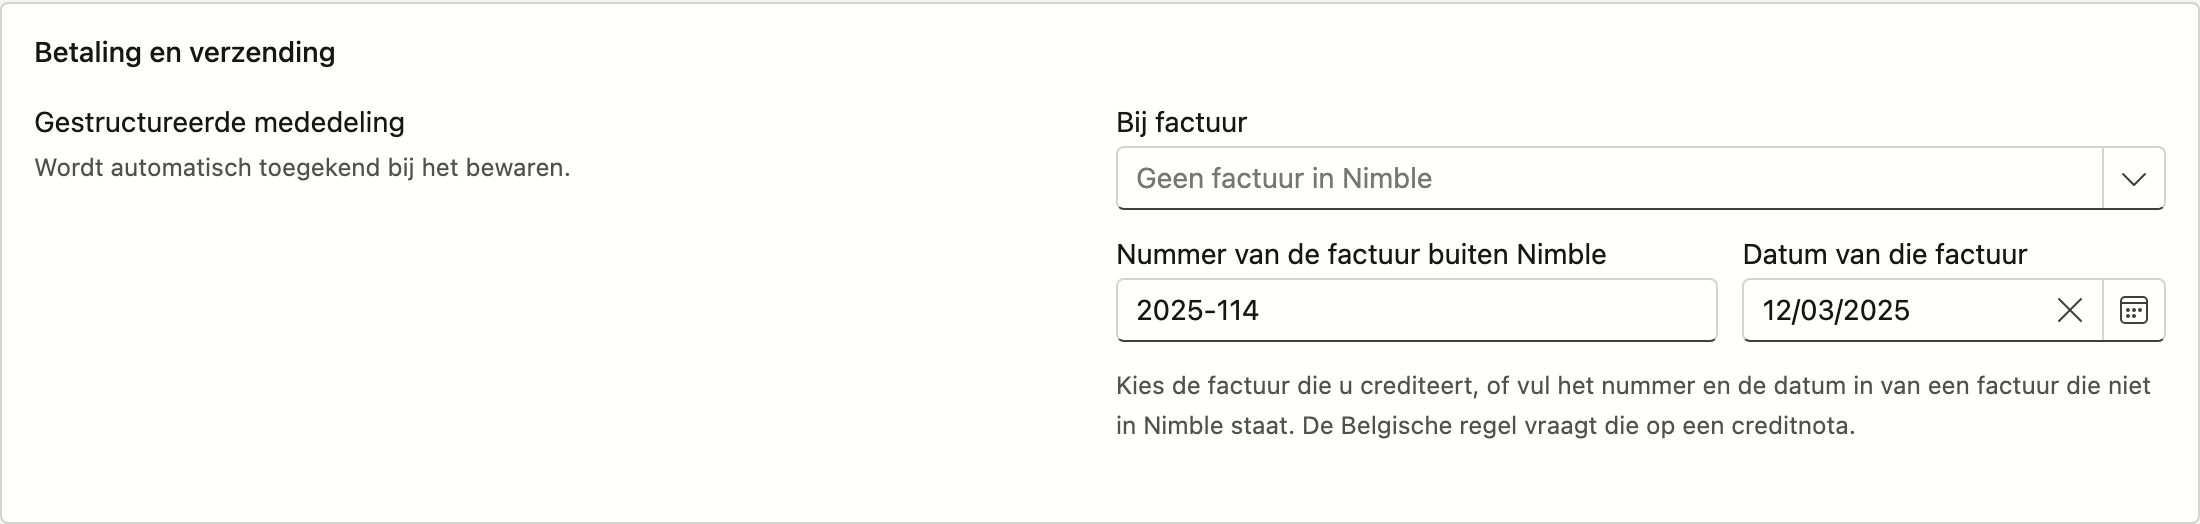 Betaling en verzending
Gestructureerde mededeling
Wordt automatisch toegekend bij het bewaren.
Bij factuur
Geen factuur in Nimble
Nummer van de factuur buiten Nimble
2025-114
Datum van die factuur
12/03/2025
Kies de factuur die u crediteert, of vul het nummer en de datum in van een factuur die niet
in Nimble staat. De Belgische regel vraagt die op een creditnota.